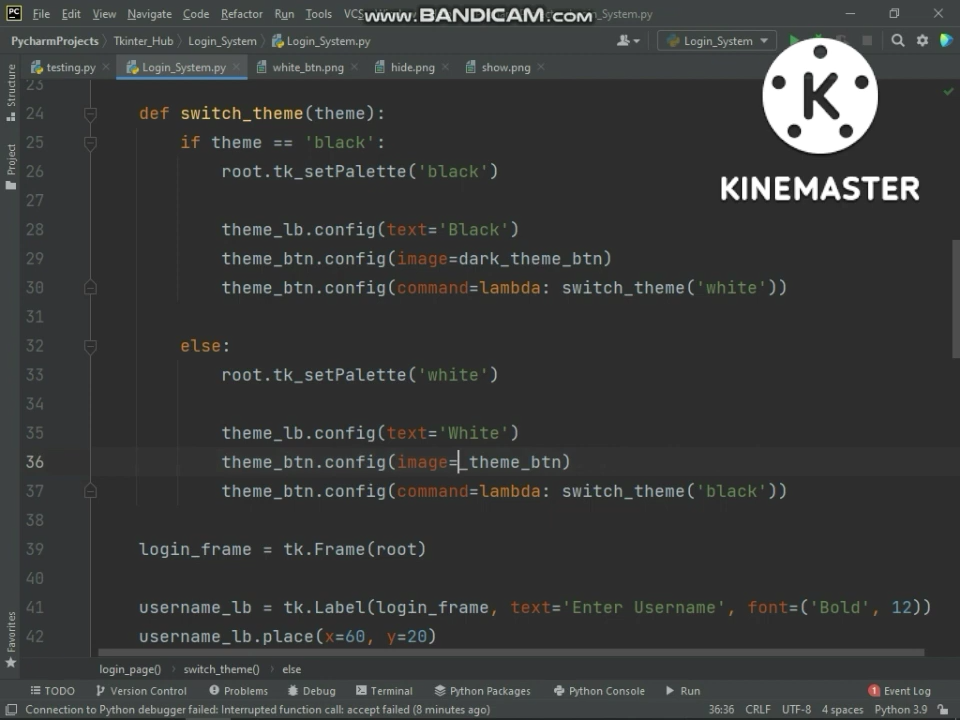 File Edit View Navigate Code Refactor Run Tools VCS www.BANDICAM.com n_System.py
PycharmProjects Tkinter_Hub Login_System Login_System.py Login_System
testing.py Login_System.py white_btn.png hide.png show.png
Structure
Project
Favorites
K
KINEMASTER
23
24 def switch_theme(theme):
25 if theme == 'black':
26 root.tk_setPalette('black')
27
28 theme_lb.config(text='Black')
29 theme_btn.config(image=dark_theme_btn)
30 theme_btn.config(command=lambda: switch_theme('white'))
31
32 else:
33 root.tk_setPalette('white')
34
35 theme_lb.config(text='White')
36 theme_btn.config(image=_theme_btn)
37 theme_btn.config(command=lambda: switch_theme('black'))
38
39 login_frame = tk.Frame(root)
40
41 username_lb = tk.Label(login_frame, text='Enter Username', font=('Bold', 12))
42 username_lb.place(x=60, y=20)
login_page() switch_theme() else
TODO Version Control Problems Debug Terminal Python Packages Python Console Run 1 Event Log
Connection to Python debugger failed: Interrupted function call: accept failed (8 minutes ago) 36:36 CRLF UTF-8 4 spaces Python 3.9